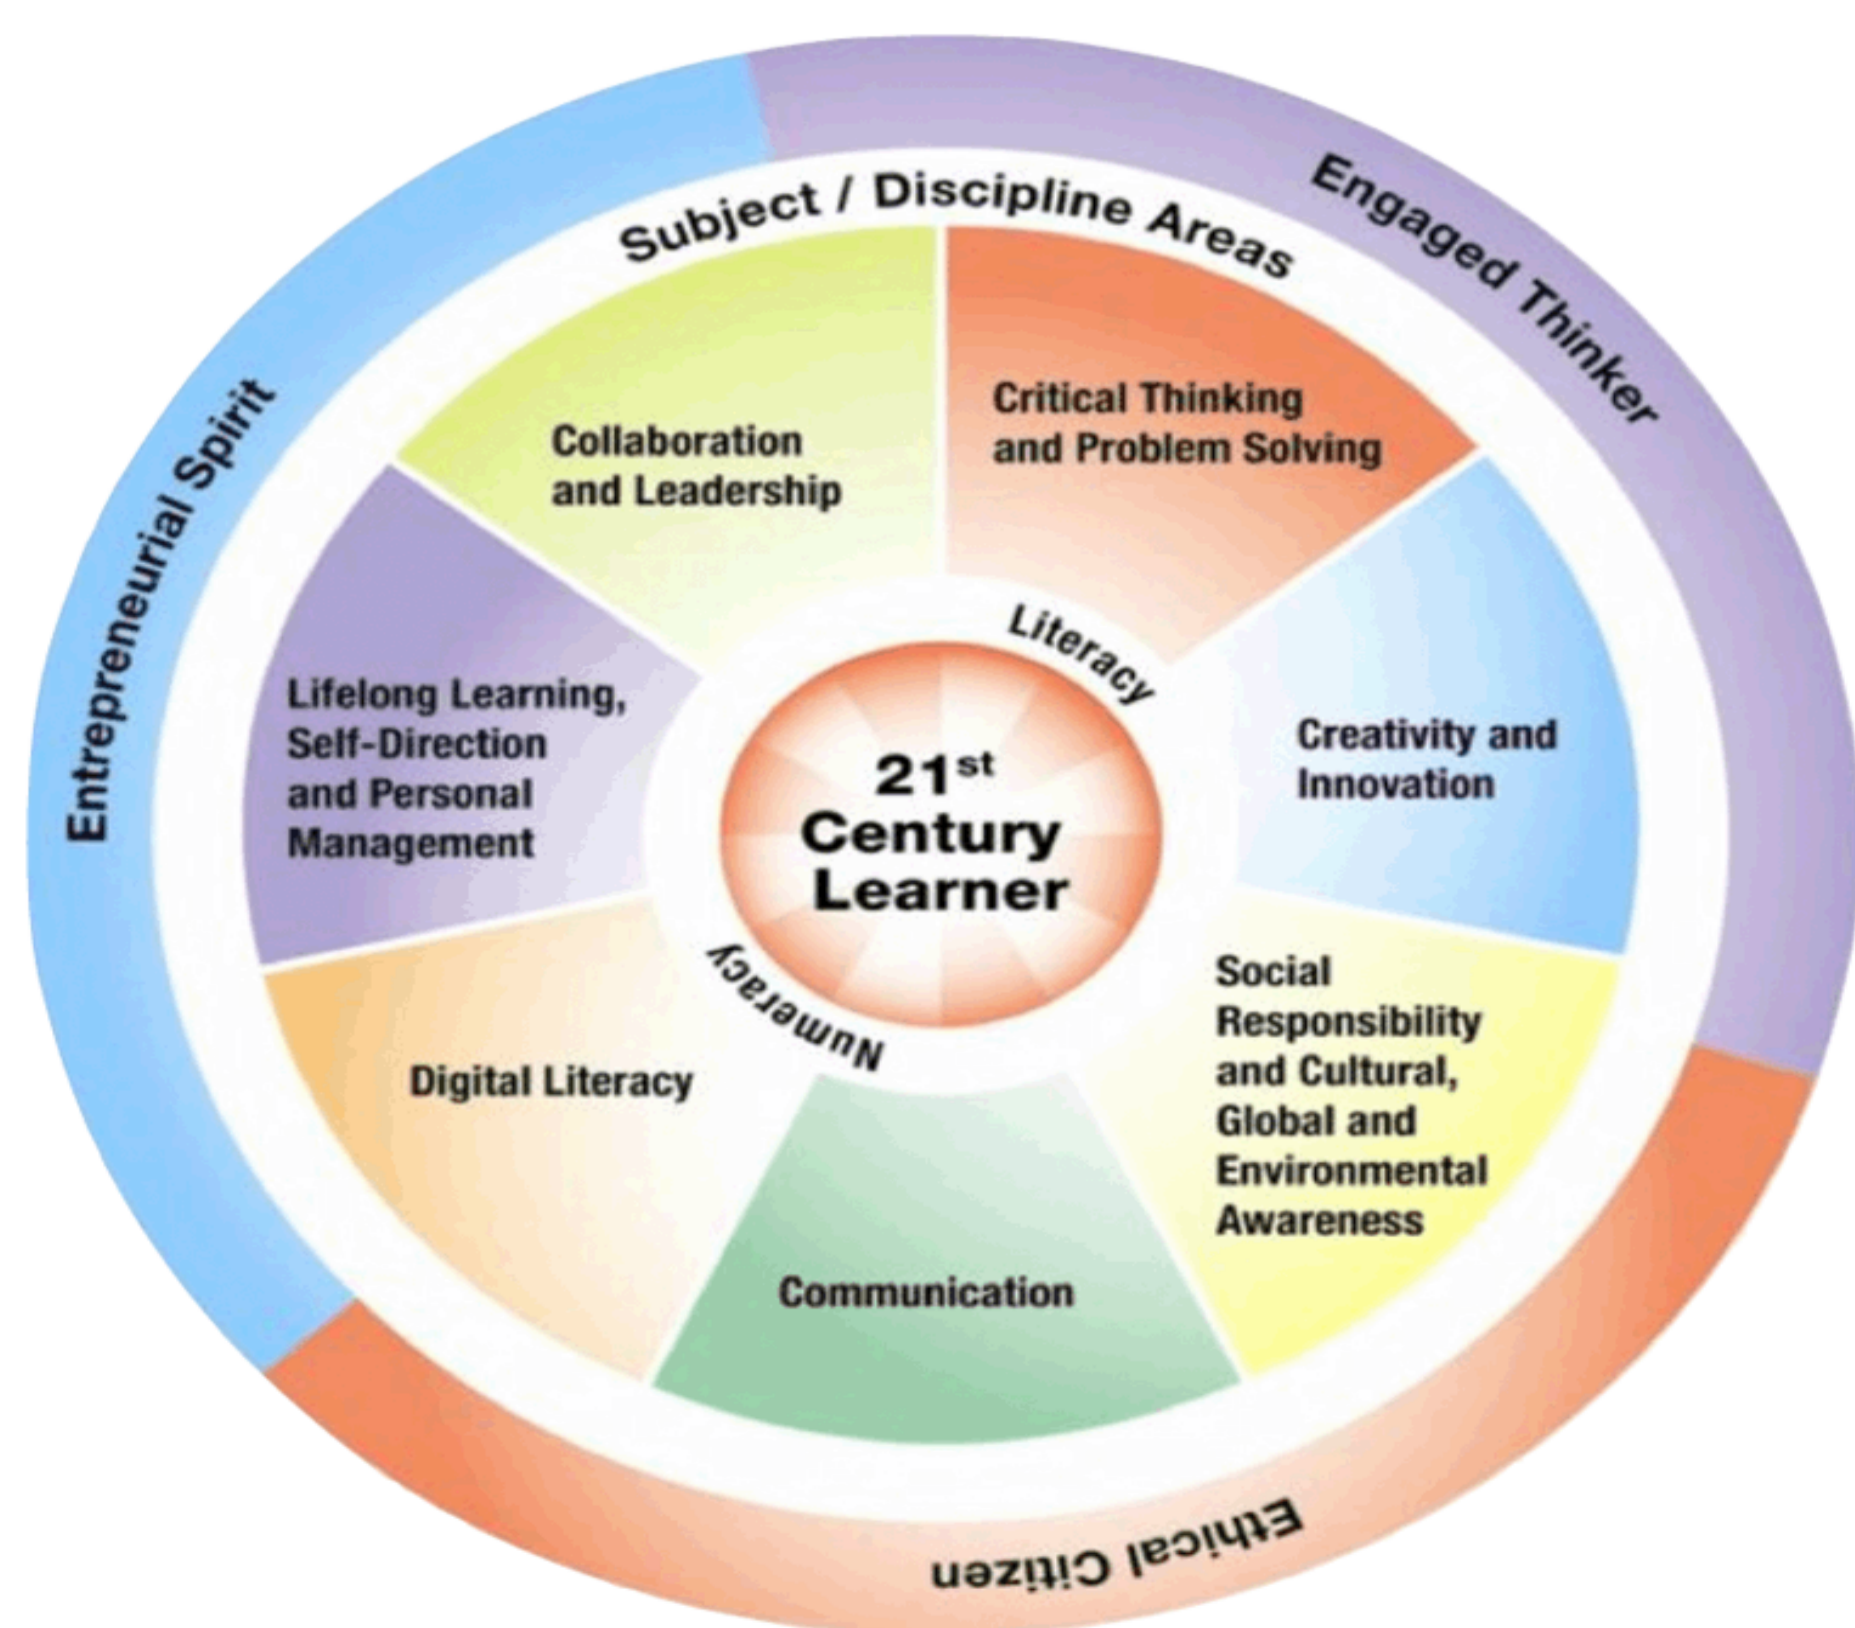 Engaged Thinker
Subject / Discipline Areas
Entrepreneurial Spirit
Ethical Citizen
Collaboration
and Leadership
Critical Thinking
and Problem Solving
Creativity and
Innovation
Social
Responsibility
and Cultural,
Global and
Environmental
Awareness
Communication
Digital Literacy
Lifelong Learning,
Self-Direction
and Personal
Management
Literacy
Numeracy
21st
Century
Learner